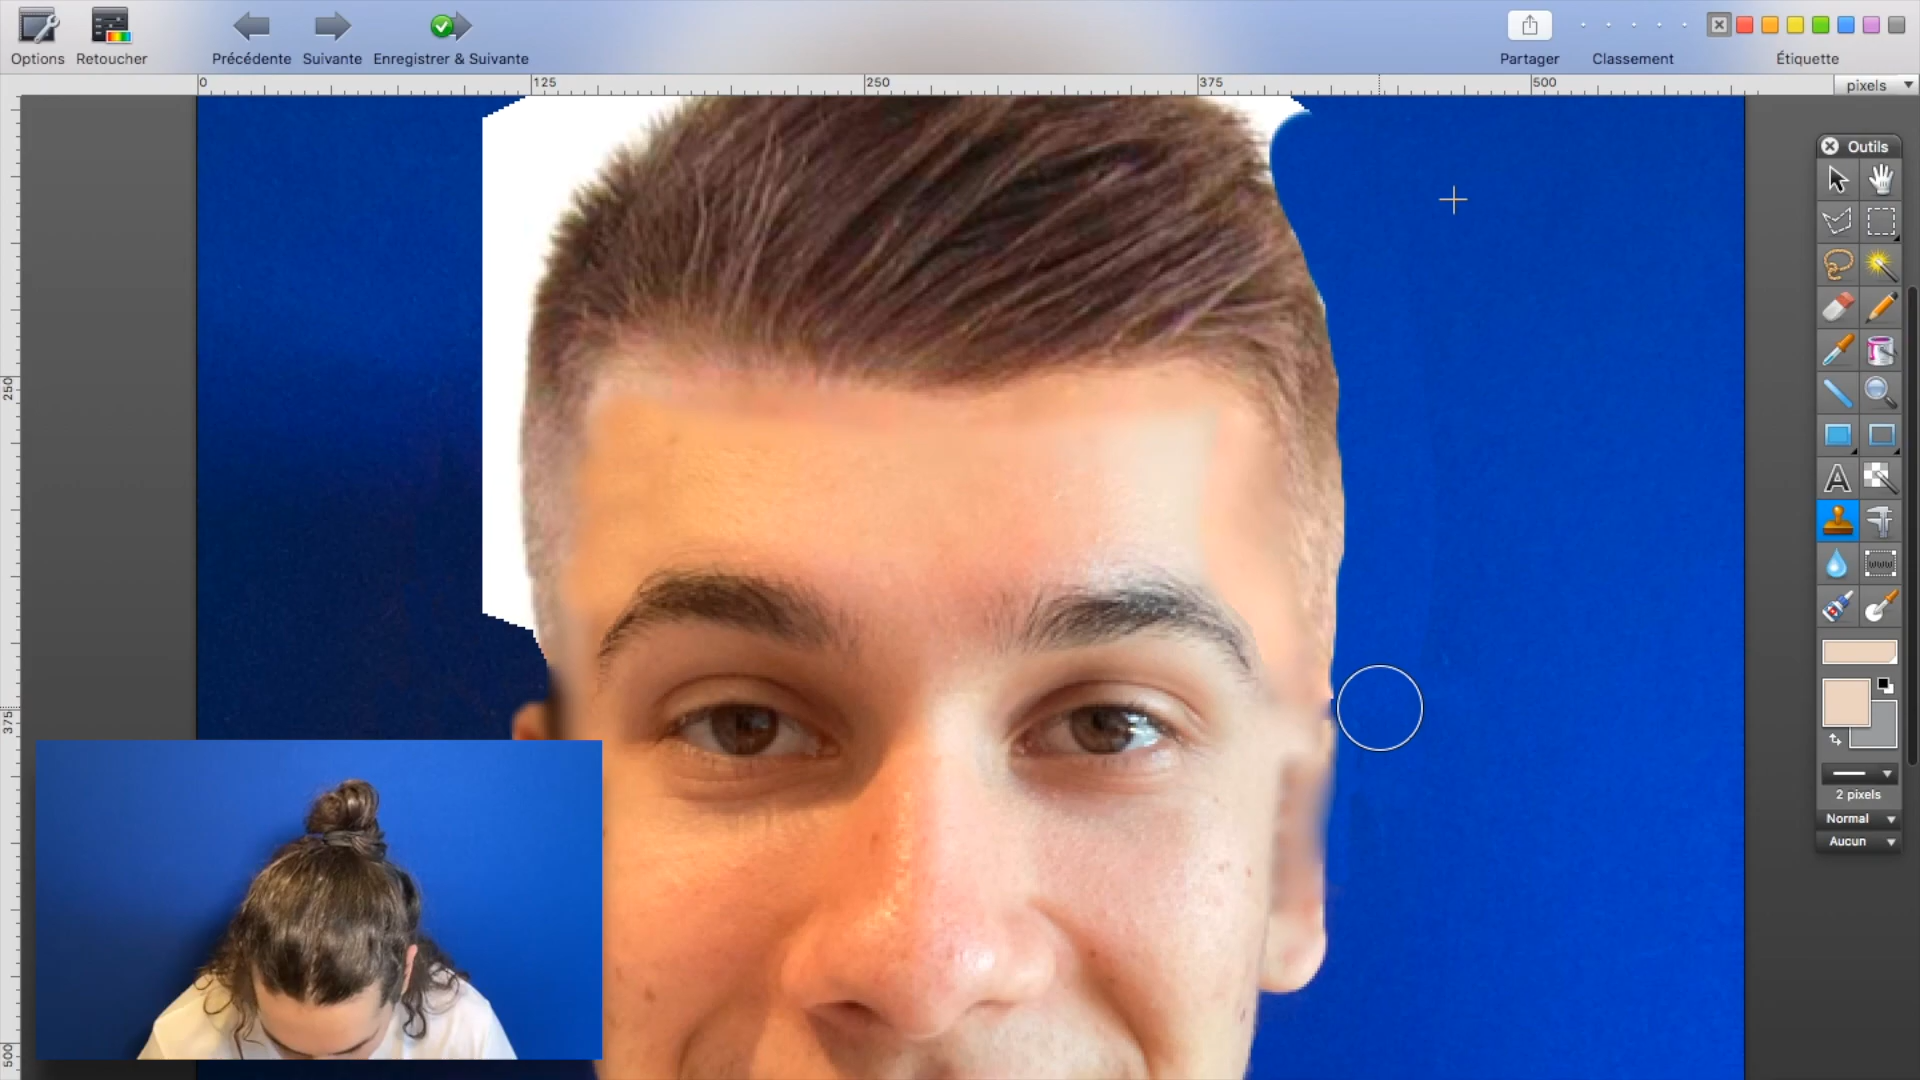 Options
Retoucher
Précédente
Suivante
Enregistrer & Suivante
Partager
Classement
Étiquette
0
125
250
375
500
pixels
250
375
500
Outils
A
www
2 pixels
Normal
Aucun